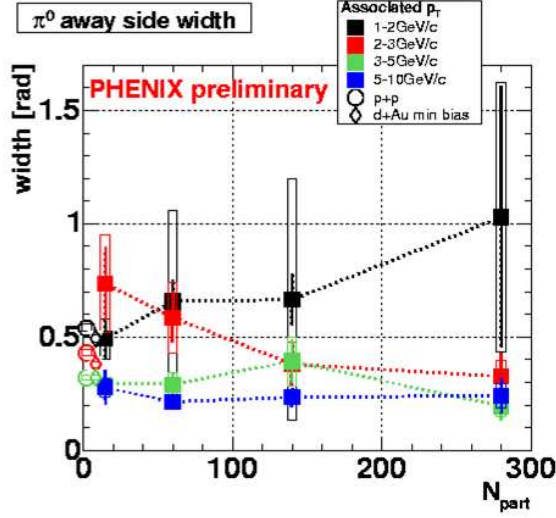 π⁰ away side width
Associated p_T
1-2GeV/c
2-3GeV/c
3-5GeV/c
5-10GeV/c
p+p
d+Au min bias
PHENIX preliminary
width [rad]
1.5
1
0.5
0
0
100
200
300
N_part